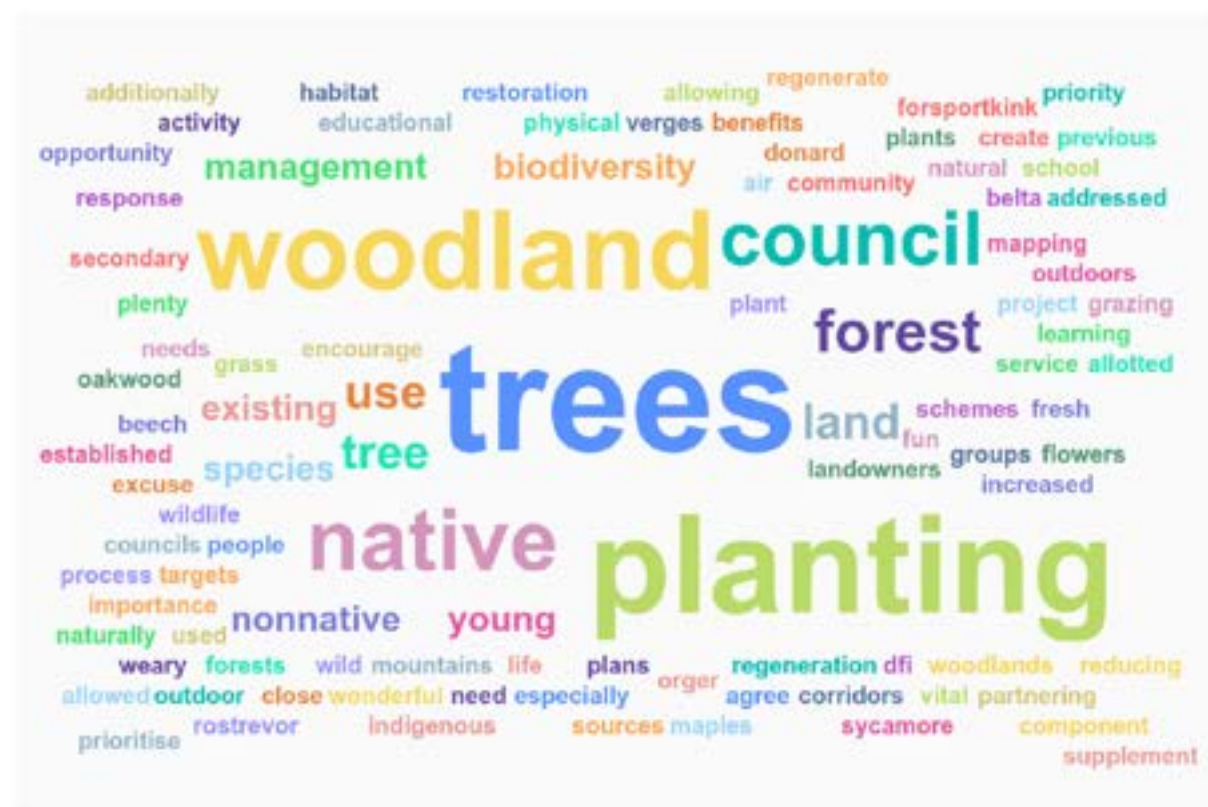 regenerate
additionally habitat restoration allowing priority
forsportkink
activity educational physical verges benefits
plants create previous
opportunity management biodiversity donard
natural school
air community
response belta addressed
woodland council mapping
secondary outdoors
plenty plant forest project grazing
learning
needs grass encourage service allotted
oakwood use trees
existing land schemes fresh
beech fun
established species tree landowners groups flowers
excuse increased
wildlife
councils people native planting
process targets
importance nonnative young
naturally used
weary forests wild mountains life plans regeneration dfi woodlands reducing
orger
allowed outdoor close wonderful need especially agree corridors vital partnering
rostrevor indigenous sources maples sycamore component
prioritise
supplement